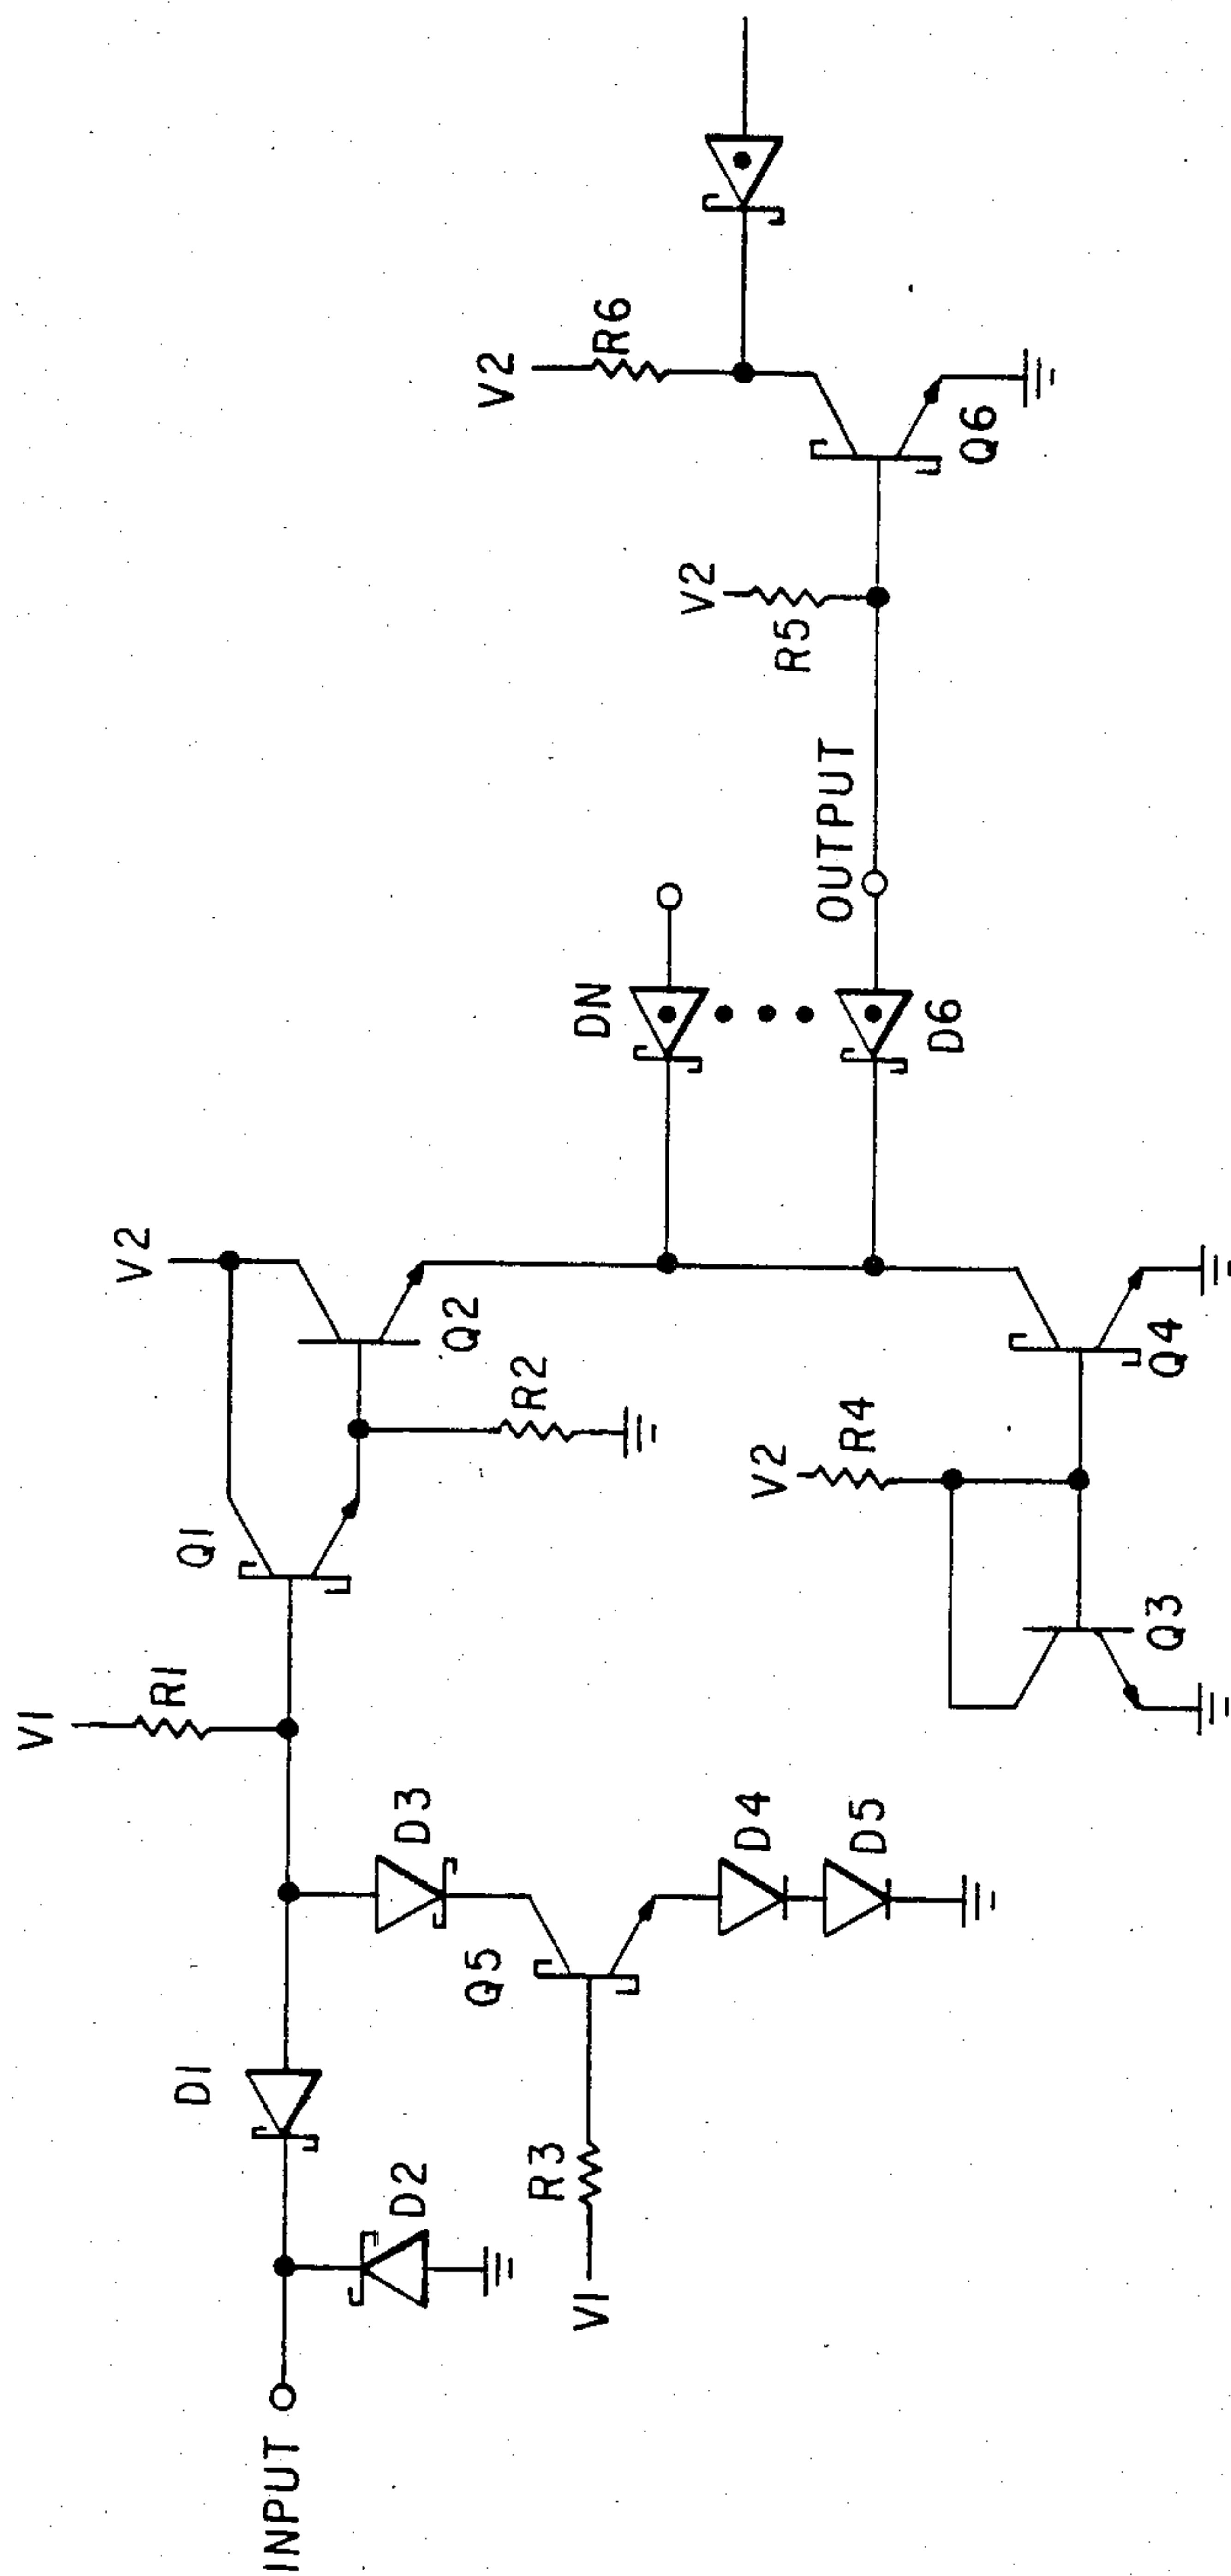 INPUT
D1
D2
V1
R3
Q5
D3
D4
D5
V1
R1
Q1
V2
Q2
R2
V2
R4
Q3
Q4
DN
D6
OUTPUT
V2
R5
V2
R6
Q6